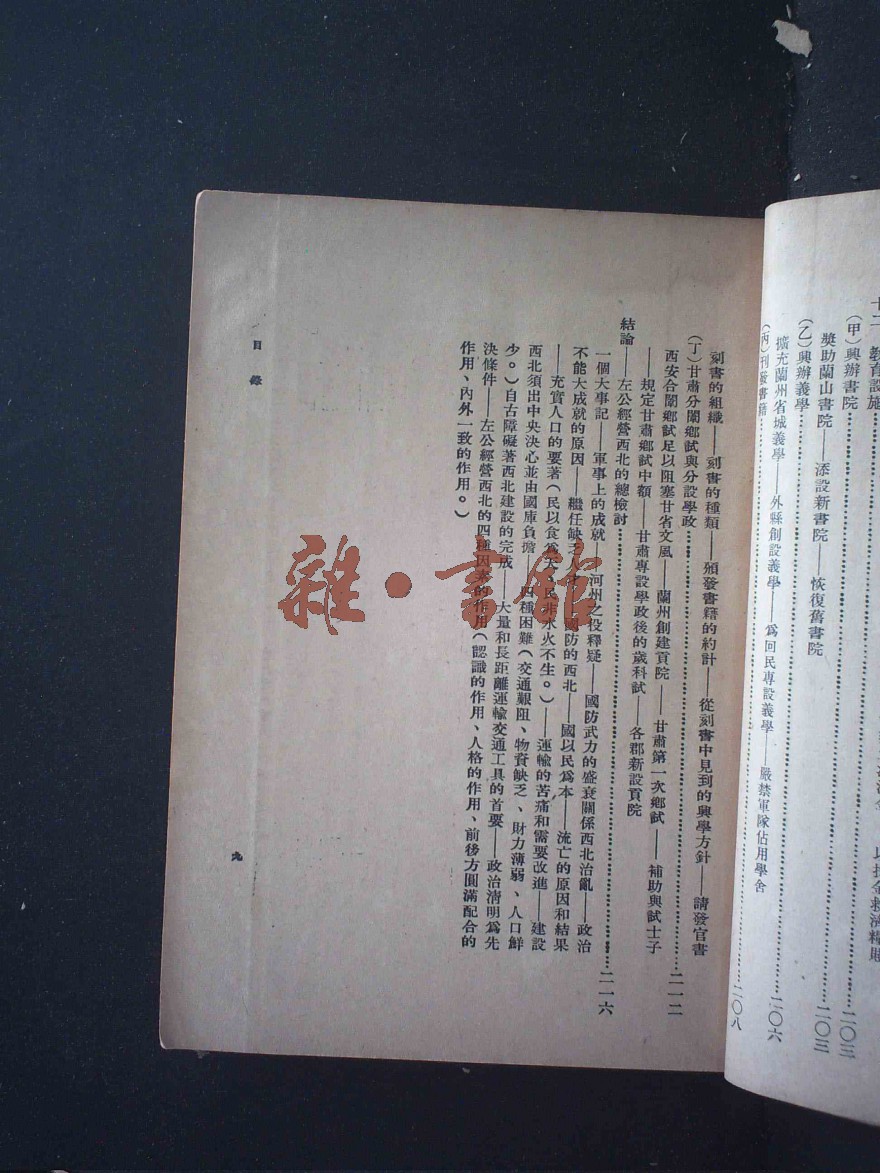 十二 教育設施
(甲)興辦書院……二〇三
獎助蘭山書院——添設新書院——恢復舊書院
(乙)興辦義學……二〇六
擴充蘭州省城義學——外縣創設義學——爲回民專設義學——嚴禁軍隊佔用學舍
(丙)刊發書籍……二〇八
刻書的組織——刻書的種類——頒發書籍的約計——從刻書中見到的興學方針——請發官書
(丁)甘肅分闈鄉試與分設學政……二一二
西安合闈鄉試足以阻塞甘省文風——蘭州創建貢院——甘肅第一次鄉試——補助與試士子
——規定甘肅鄉試中額——甘肅專設學政後的歲科試——各郡新設貢院
結論——左公經營西北的總檢討……二一六
一個大事記——軍事上的成就——河州之役釋疑——國防武力的盛衰關係西北治亂——政治
不能大成就的原因——繼任缺乏人 國防的西北——國以民爲本——流亡的原因和結果
——充實人口的要著(民以食爲天、民非水火不生。)——運輸的苦痛和需要改進——建設
西北須出中央決心並由國庫負擔——四種困難(交通艱阻、物資缺乏、財力薄弱、人口鮮
少。)自古障礙著西北建設的完成——大量和長距離運輸交通工具的首要——政治清明爲先
決條件——左公經營西北的四種因素的作用(認識的作用、人格的作用、前後方圓滿配合的
作用、內外一致的作用。)
目錄
九
雜·書館